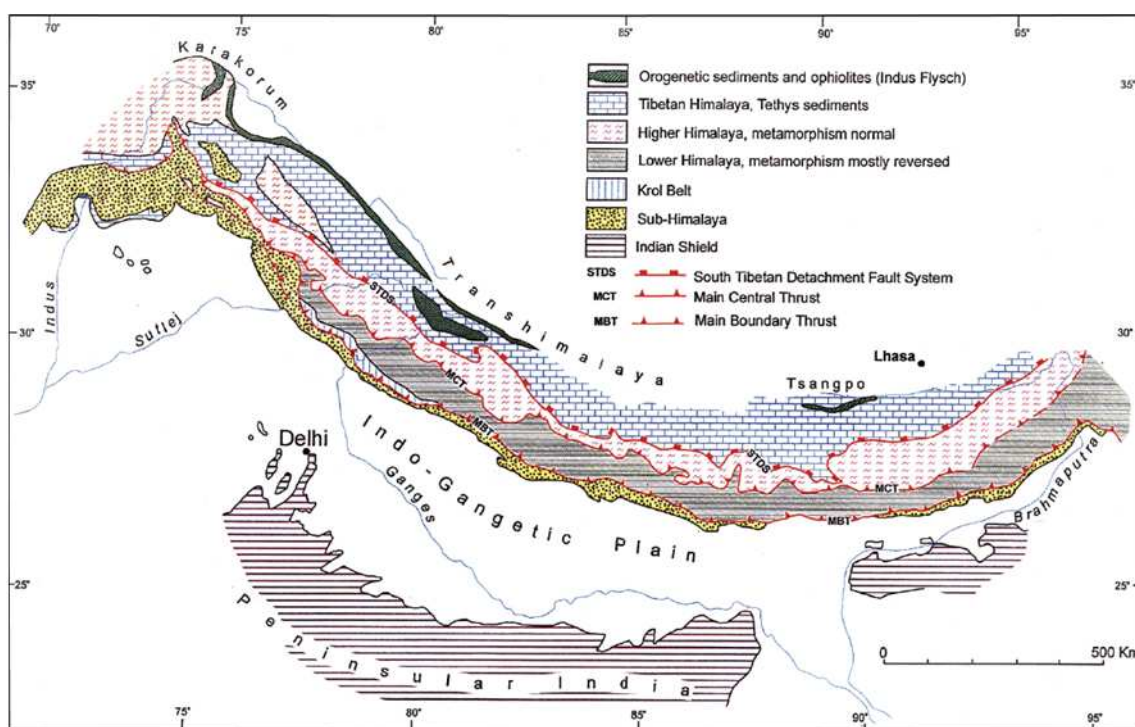 70°
75°
80°
85°
90°
95°
35°
35°
Karakorum
Orogenetic sediments and ophiolites (Indus Flysch)
Tibetan Himalaya, Tethys sediments
Higher Himalaya, metamorphism normal
Lower Himalaya, metamorphism mostly reversed
Krol Belt
Sub-Himalaya
Indian Shield
STDS South Tibetan Detachment Fault System
MCT Main Central Thrust
MBT Main Boundary Thrust
Transhimalaya
Indus
Sutlej
30°
30°
STDS
MCT
MBT
Lhasa
Tsangpo
Delhi
Indo-Gangetic Plain
Ganges
STDS
MCT
MBT
Brahmaputra
25°
25°
Peninsular India
0 500 Km
75°
80°
85°
90°
95°